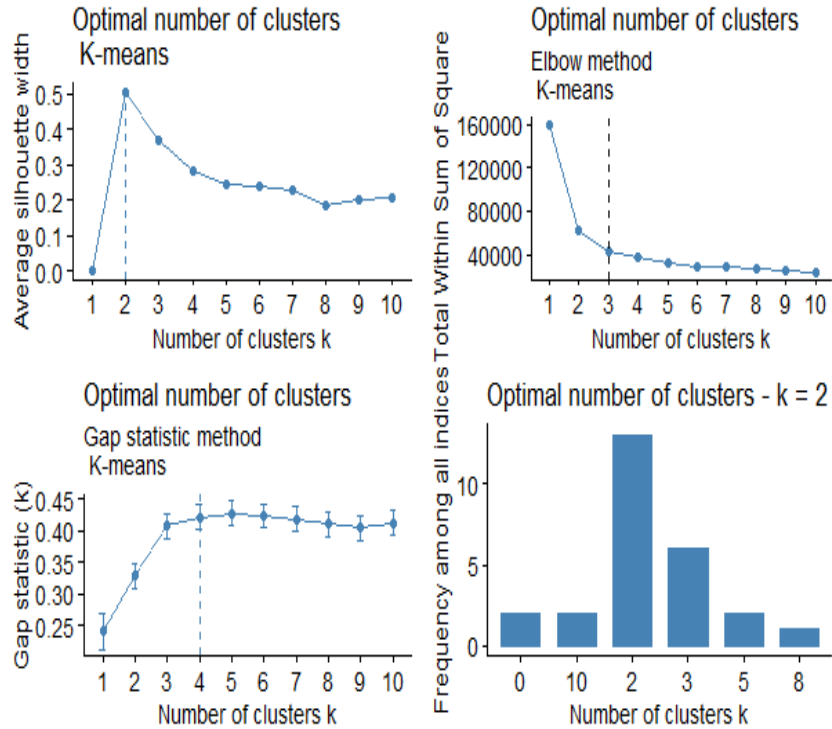 Optimal number of clusters
K-means
Average silhouette width
0.5
0.4
0.3
0.2
0.1
0.0
1 2 3 4 5 6 7 8 9 10
Number of clusters k
Optimal number of clusters
Elbow method
K-means
Total Within Sum of Square
160000
120000
80000
40000
1 2 3 4 5 6 7 8 9 10
Number of clusters k
Optimal number of clusters
Gap statistic method
K-means
Gap statistic (k)
0.45
0.40
0.35
0.30
0.25
1 2 3 4 5 6 7 8 9 10
Number of clusters k
Optimal number of clusters - k = 2
Frequency among all indices
10
5
0
0 10 2 3 5 8
Number of clusters k